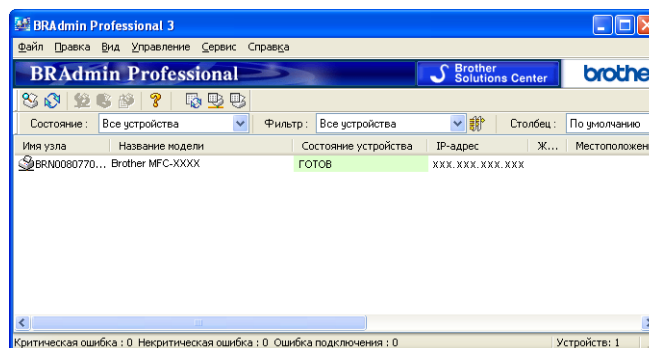 BRAdmin Professional 3
Файл Правка Вид Управление Сервис Справка
BRAdmin Professional Brother Solutions Center brothe
Состояние : Все устройства Фильтр : Все устройства Столбец : По умолчанию
Имя узла Название модели Состояние устройства IP-адрес Ж... Местоположен
BRN0080770... Brother MFC-XXXX ГОТОВ xxx.xxx.xxx.xxx
Критическая ошибка : 0 Некритическая ошибка : 0 Ошибка подключения : 0 Устройств: 1